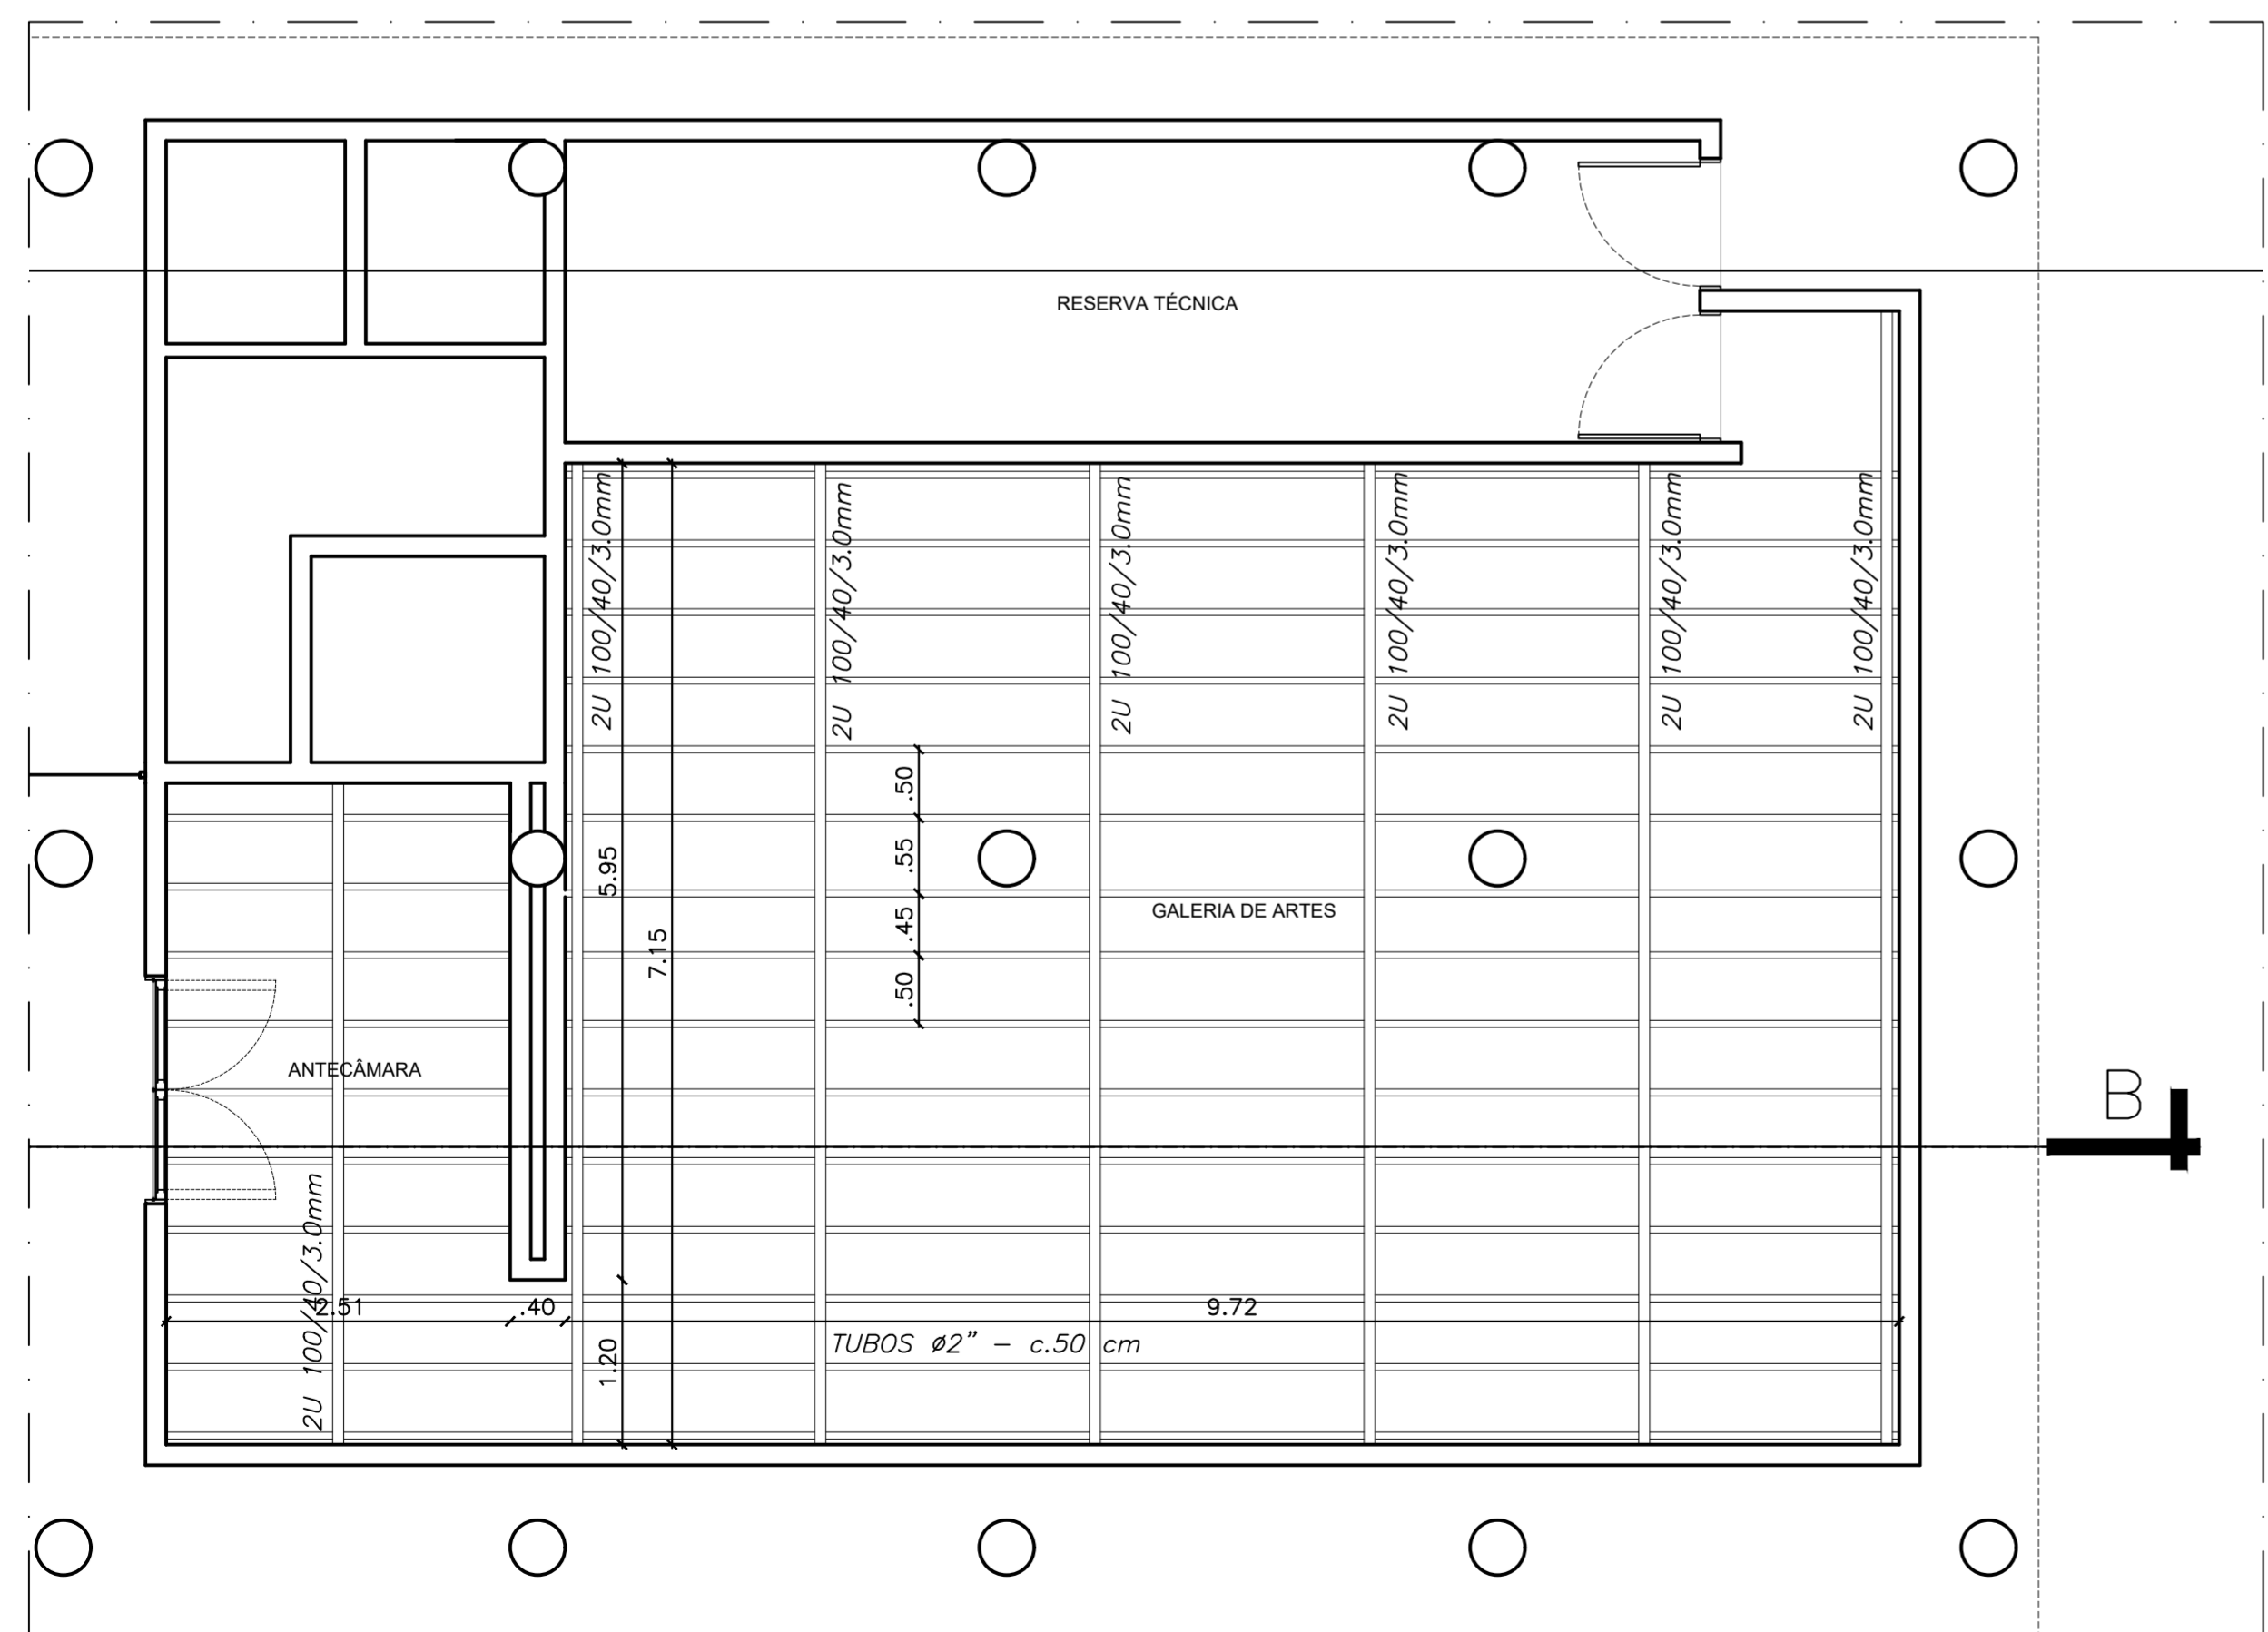 RESERVA TÉCNICA
2U 100/40/3.0mm
2U 100/40/3.0mm
2U 100/40/3.0mm
2U 100/40/3.0mm
2U 100/40/3.0mm
2U 100/40/3.0mm
.50
.55
.45
.50
5.95
7.15
GALERIA DE ARTES
ANTECÂMARA
B
2U 100/40/3.0mm
2.51
.40
9.72
1.20
TUBOS ø2” – c.50 cm